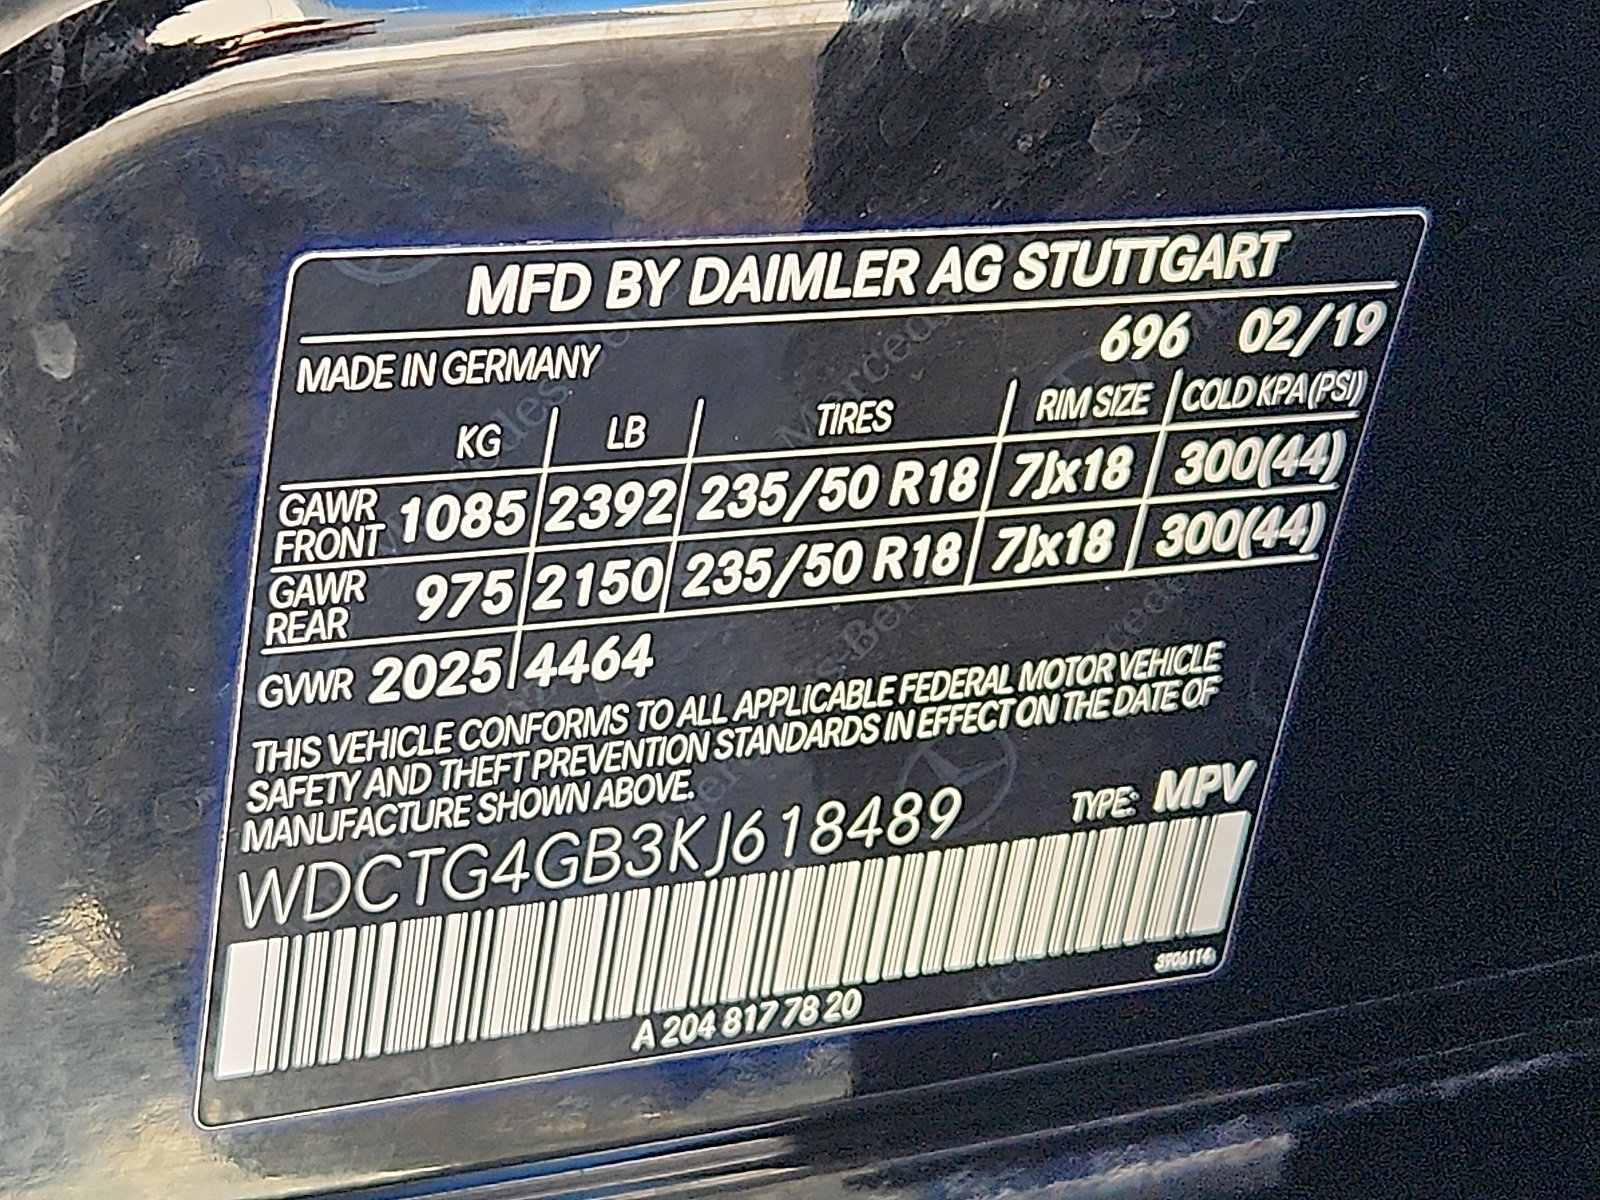 MFD BY DAIMLER AG STUTTGART
MADE IN GERMANY 696 02/19
KG LB TIRES RIM SIZE COLD KPA(PSI)
GAWR FRONT 1085 2392 235/50 R18 7Jx18 300(44)
GAWR REAR 975 2150 235/50 R18 7Jx18 300(44)
GVWR 2025 4464
THIS VEHICLE CONFORMS TO ALL APPLICABLE FEDERAL MOTOR VEHICLE
SAFETY AND THEFT PREVENTION STANDARDS IN EFFECT ON THE DATE OF
MANUFACTURE SHOWN ABOVE.
WDCTG4GB3KJ618489 TYPE: MPV
3906114
A 204 817 78 20